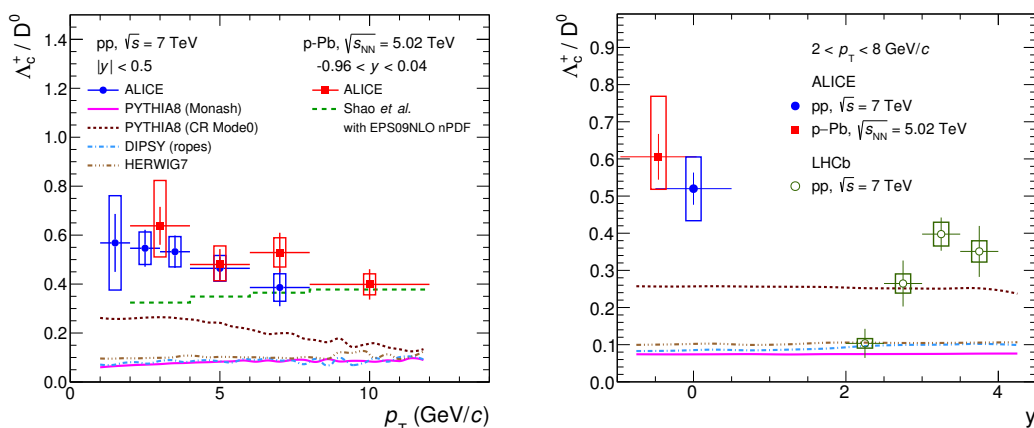 Λc+ / D0
1.4
1.2
1.0
0.8
0.6
0.4
0.2
0.0
pp, √s = 7 TeV
|y| < 0.5
ALICE
PYTHIA8 (Monash)
PYTHIA8 (CR Mode0)
DIPSY (ropes)
HERWIG7
p-Pb, √sNN = 5.02 TeV
-0.96 < y < 0.04
ALICE
Shao et al.
with EPS09NLO nPDF
0 5 10
pT (GeV/c)
Λc+ / D0
0.9
0.8
0.7
0.6
0.5
0.4
0.3
0.2
0.1
0.0
2 < pT < 8 GeV/c
ALICE
pp, √s = 7 TeV
p−Pb, √sNN = 5.02 TeV
LHCb
pp, √s = 7 TeV
0 2 4
y